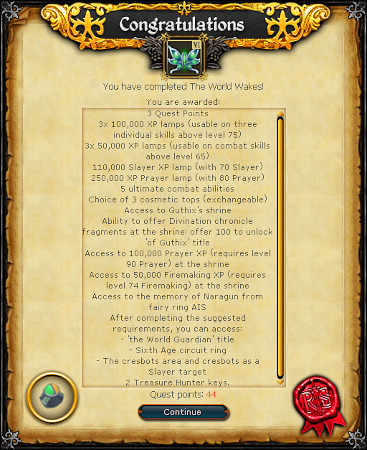 Congratulations
VII
You have completed The World Wakes!
You are awarded:
3 Quest Points
3x 100,000 XP lamps (usable on three
individual skills above level 75)
3x 50,000 XP lamps (usable on combat skills
above level 65)
110,000 Slayer XP lamp (with 70 Slayer)
250,000 XP Prayer lamp (with 80 Prayer)
5 ultimate combat abilities
Choice of 3 cosmetic tops (exchangeable)
Access to Guthix's shrine
Ability to offer Divination chronicle
fragments at the shrine: offer 100 to unlock
'of Guthix' title
Access to 100,000 Prayer XP (requires level
90 Prayer) at the shrine
Access to 50,000 Firemaking XP (requires
level 74 Firemaking) at the shrine
Access to the memory of Naragun from
fairy ring AIS
After completing the suggested
requirements, you can access:
- 'the World Guardian' title
- Sixth Age circuit ring
- The cresbots area and cresbots as a
Slayer target
2 Treasure Hunter keys.
Quest points: 44
Continue